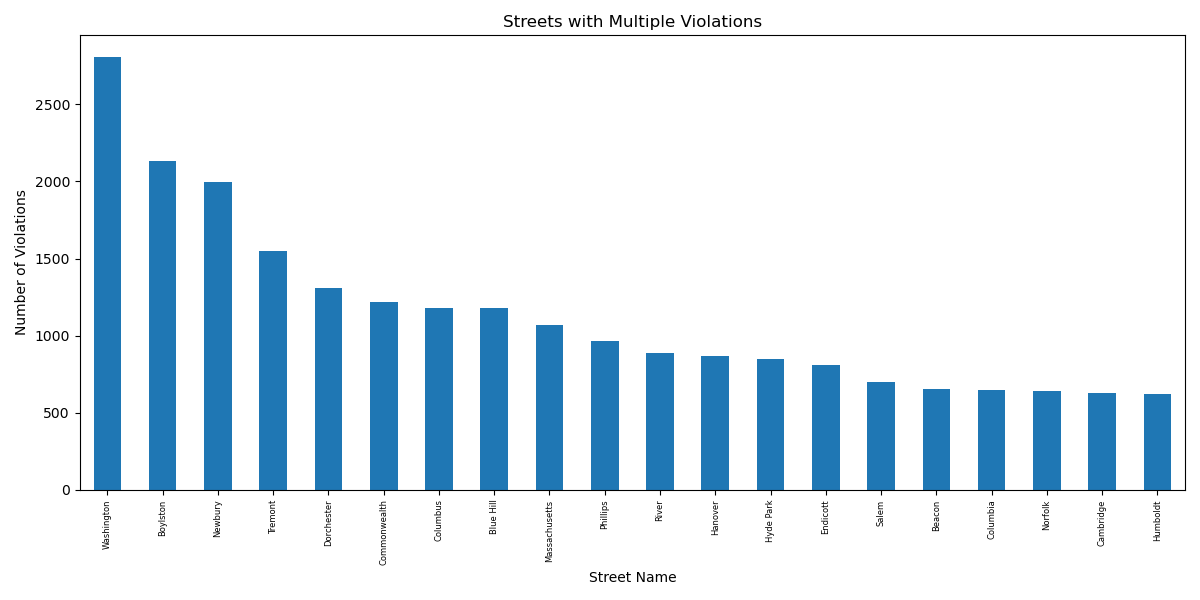 Streets with Multiple Violations
Number of Violations
2500
2000
1500
1000
500
0
Washington
Boylston
Newbury
Tremont
Dorchester
Commonwealth
Columbus
Blue Hill
Massachusetts
Phillips
River
Hanover
Hyde Park
Endicott
Salem
Beacon
Columbia
Norfolk
Cambridge
Humboldt
Street Name